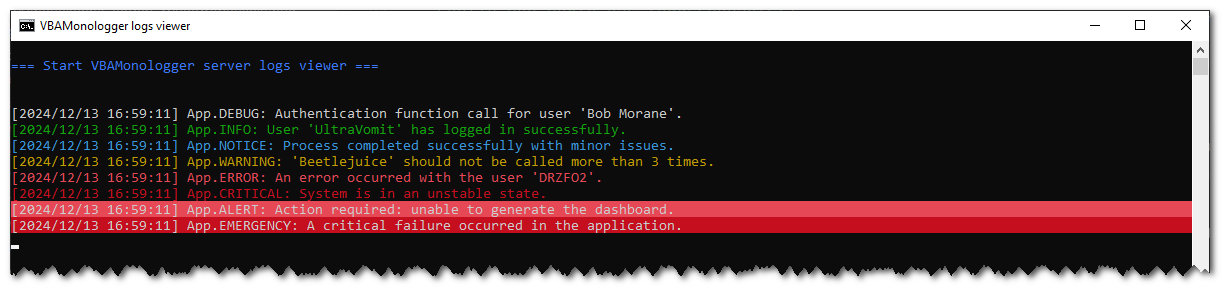 VBAMonologger logs viewer
=== Start VBAMonologger server logs viewer ===
[2024/12/13 16:59:11] App.DEBUG: Authentication function call for user 'Bob Morane'.
[2024/12/13 16:59:11] App.INFO: User 'UltraVomit' has logged in successfully.
[2024/12/13 16:59:11] App.NOTICE: Process completed successfully with minor issues.
[2024/12/13 16:59:11] App.WARNING: 'Beetlejuice' should not be called more than 3 times.
[2024/12/13 16:59:11] App.ERROR: An error occurred with the user 'DRZFO2'.
[2024/12/13 16:59:11] App.CRITICAL: System is in an unstable state.
[2024/12/13 16:59:11] App.ALERT: Action required: unable to generate the dashboard.
[2024/12/13 16:59:11] App.EMERGENCY: A critical failure occurred in the application.